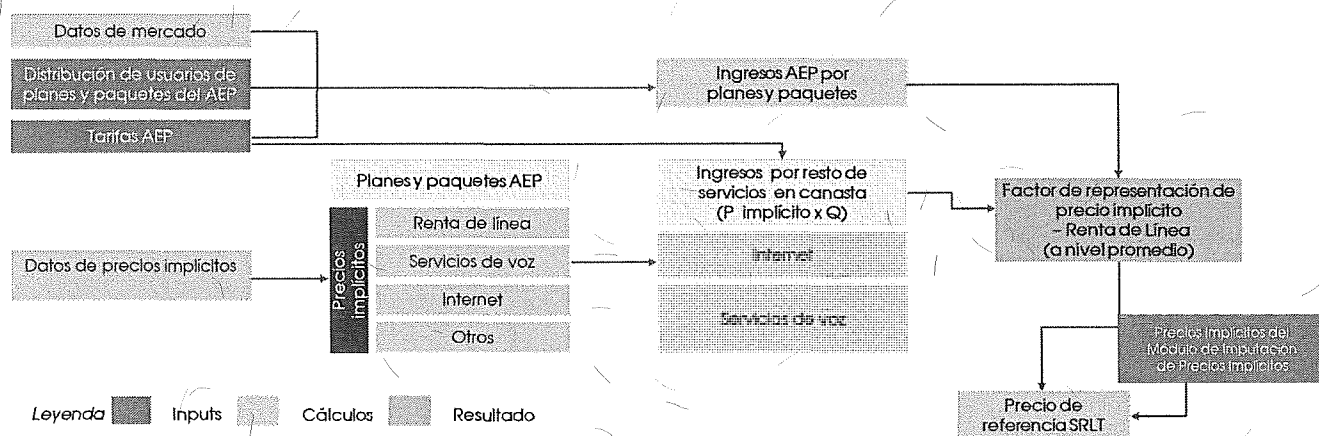 Datos de mercado
Distribución de usuarios de
planes y paquetes del AEP
Tarifas AEP
Ingresos AEP por
planes y paquetes
Planes y paquetes AEP
Precios
implícitos
Renta de línea
Servicios de voz
Internet
Otros
Datos de precios implícitos
Ingresos por resto de
servicios en canasta
(P implícito x Q)
Internet
Servicios de voz
Factor de representación de
precio implícito
– Renta de Línea
(a nivel promedio)
Precios Implícitos del
Módulo de Imputación
de Precios Implícitos
Precio de
referencia SRLT
Leyenda Inputs Cálculos Resultado